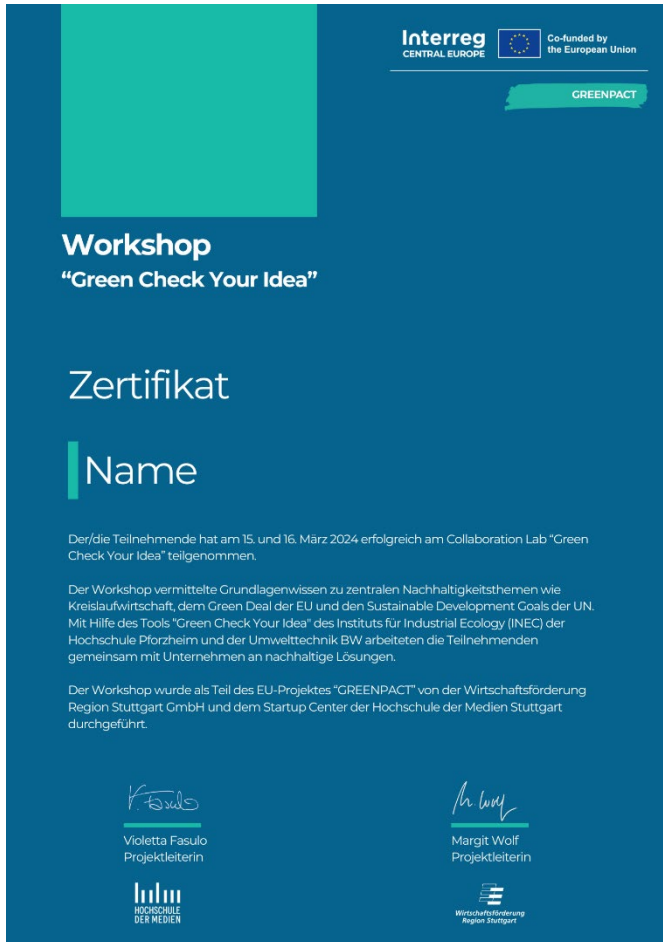 Interreg
CENTRAL EUROPE
Co-funded by
the European Union
GREENPACT
Workshop
“Green Check Your Idea”
Zertifikat
Name
Der/die Teilnehmende hat am 15. und 16. März 2024 erfolgreich am Collaboration Lab “Green
Check Your Idea” teilgenommen.
Der Workshop vermittelte Grundlagenwissen zu zentralen Nachhaltigkeitsthemen wie
Kreislaufwirtschaft, dem Green Deal der EU und den Sustainable Development Goals der UN.
Mit Hilfe des Tools “Green Check Your Idea” des Instituts für Industrial Ecology (INEC) der
Hochschule Pforzheim und der Umwelttechnik BW arbeiteten die Teilnehmenden
gemeinsam mit Unternehmen an nachhaltige Lösungen.
Der Workshop wurde als Teil des EU-Projektes “GREENPACT” von der Wirtschaftsförderung
Region Stuttgart GmbH und dem Startup Center der Hochschule der Medien Stuttgart
durchgeführt.
V. Fasulo
Violetta Fasulo
Projektleiterin
HOCHSCHULE
DER MEDIEN
M. Wolf
Margit Wolf
Projektleiterin
Wirtschaftsförderung
Region Stuttgart